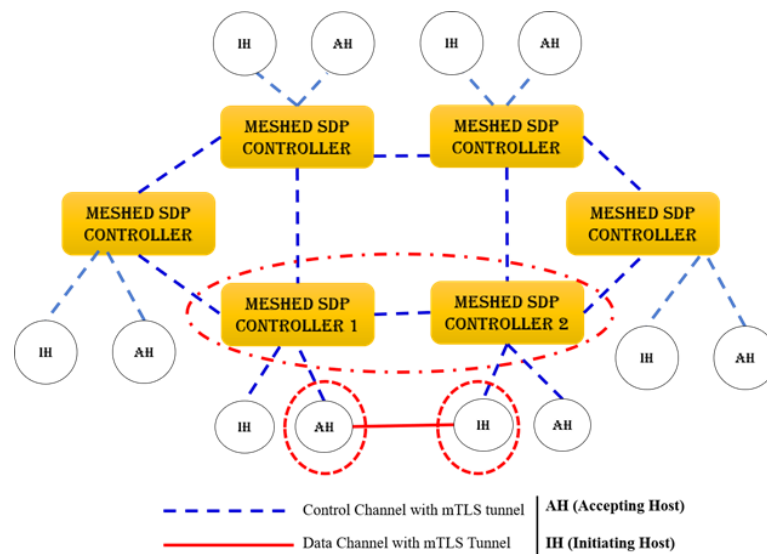 IH
AH
IH
AH
MESHED SDP
CONTROLLER
MESHED SDP
CONTROLLER
MESHED SDP
CONTROLLER
MESHED SDP
CONTROLLER
MESHED SDP
CONTROLLER 1
MESHED SDP
CONTROLLER 2
IH
AH
IH
AH
IH
AH
IH
AH
Control Channel with mTLS tunnel
AH (Accepting Host)
Data Channel with mTLS Tunnel
IH (Initiating Host)